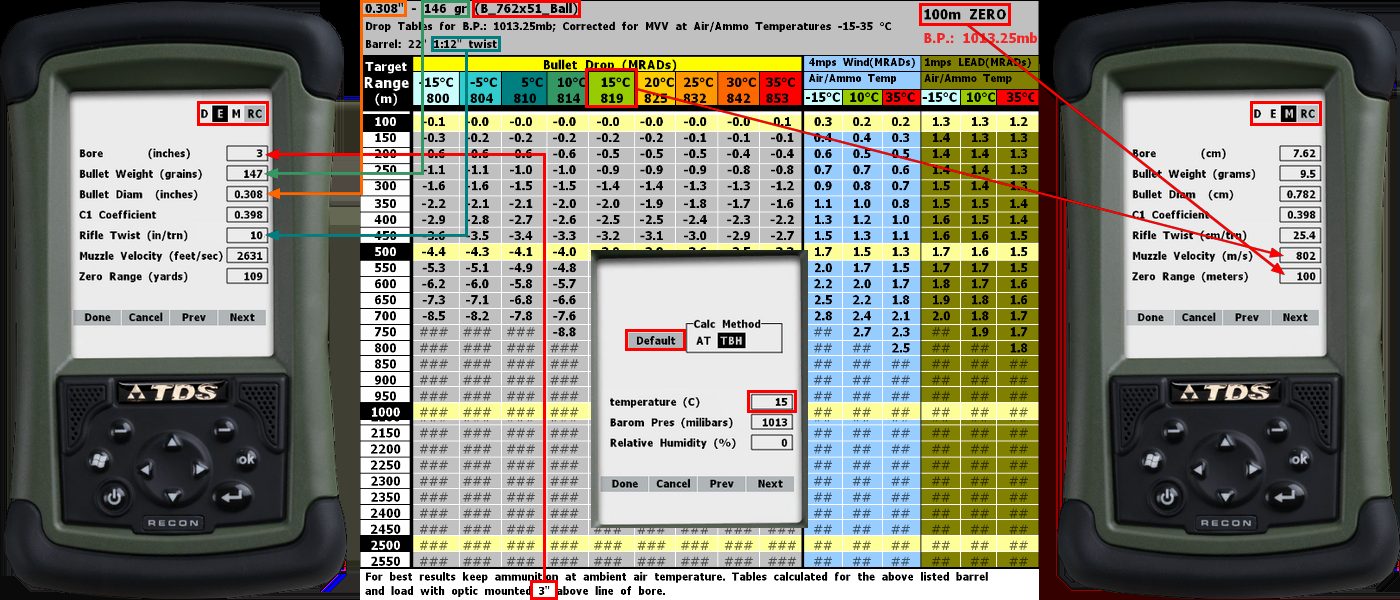 D E M RC
Bore (inches) 3
Bullet Weight (grains) 147
Bullet Diam (inches) 0.308
C1 Coefficient 0.398
Rifle Twist (in/trn) 10
Muzzle Velocity (feet/sec) 2631
Zero Range (yards) 109
Done Cancel Prev Next
TDS
ok
RECON
0.308" - 146 gr (B_762x51_Ball)
100m ZERO
Drop Tables for B.P.: 1013.25mb; Corrected for MVV at Air/Ammo Temperatures -15-35 °C
B.P.: 1013.25mb
Barrel: 22" 1:12" twist
Target Range (m)
Bullet Drop (MRADs) 4mps Wind(MRADs) 1mps LEAD(MRADs)
Air/Ammo Temp Air/Ammo Temp
-15°C -5°C 5°C 10°C 15°C 20°C 25°C 30°C 35°C
800 804 810 814 819 825 832 842 853 -15°C 10°C 35°C -15°C 10°C 35°C
100 -0.1 -0.0 -0.0 -0.0 -0.0 -0.0 -0.0 -0.0 0.1 0.3 0.2 0.2 1.3 1.3 1.2
150 -0.3 -0.2 -0.2 -0.2 -0.2 -0.2 -0.1 -0.1 -0.1 0.4 0.4 0.3 1.4 1.3 1.3
200 -0.6 -0.6 -0.6 -0.6 -0.5 -0.5 -0.5 -0.4 -0.4 0.6 0.5 0.5 1.4 1.4 1.3
250 -1.1 -1.1 -1.0 -1.0 -0.9 -0.9 -0.9 -0.8 -0.8 0.7 0.7 0.6 1.4 1.4 1.3
300 -1.6 -1.6 -1.5 -1.5 -1.4 -1.4 -1.3 -1.3 -1.2 0.9 0.8 0.7 1.5 1.4 1.3
350 -2.2 -2.1 -2.1 -2.0 -2.0 -1.9 -1.8 -1.7 -1.6 1.1 1.0 0.8 1.5 1.5 1.4
400 -2.9 -2.8 -2.7 -2.6 -2.5 -2.5 -2.4 -2.3 -2.2 1.3 1.2 1.0 1.6 1.5 1.4
450 -3.6 -3.5 -3.4 -3.3 -3.2 -3.1 -3.0 -2.9 -2.7 1.5 1.3 1.1 1.6 1.6 1.5
500 -4.4 -4.3 -4.1 -4.0 1.7 1.5 1.3 1.7 1.6 1.5
550 -5.3 -5.1 -4.9 -4.8 2.0 1.7 1.5 1.7 1.7 1.5
600 -6.2 -6.0 -5.8 -5.7 2.2 2.0 1.7 1.8 1.7 1.6
650 -7.3 -7.1 -6.8 -6.6 2.5 2.2 1.8 1.9 1.8 1.6
700 -8.5 -8.2 -7.8 -7.6 2.8 2.4 2.1 2.0 1.8 1.7
750 ### ### ### -8.8 ## 2.7 2.3 ## 1.9 1.7
800 ### ### ### ### ## ## 2.5 ## ## 1.8
850 ### ### ### ### ## ## ## ## ## ##
900 ### ### ### ### ## ## ## ## ## ##
950 ### ### ### ### ## ## ## ## ## ##
1000 ### ### ### ### ## ## ## ## ## ##
2150 ### ### ### ### ## ## ## ## ## ##
2200 ### ### ### ### ## ## ## ## ## ##
2250 ### ### ### ### ## ## ## ## ## ##
2300 ### ### ### ### ## ## ## ## ## ##
2350 ### ### ### ### ## ## ## ## ## ##
2400 ### ### ### ### ## ## ## ## ## ##
2450 ### ### ### ### ## ## ## ## ## ##
2500 ### ### ### ### ### ### ### ### ### ## ## ## ## ## ##
2550 ### ### ### ### ### ### ### ### ### ## ## ## ## ## ##
Calc Method
Default AT TBH
temperature (C) 15
Barom Pres (milibars) 1013
Relative Humidity (%) 0
Done Cancel Prev Next
For best results keep ammunition at ambient air temperature. Tables calculated for the above listed barrel
and load with optic mounted 3" above line of bore.
D E M RC
Bore (cm) 7.62
Bullet Weight (grams) 9.5
Bullet Diam (cm) 0.782
C1 Coefficient 0.398
Rifle Twist (cm/trn) 25.4
Muzzle Velocity (m/s) 802
Zero Range (meters) 100
Done Cancel Prev Next
TDS
ok
RECON